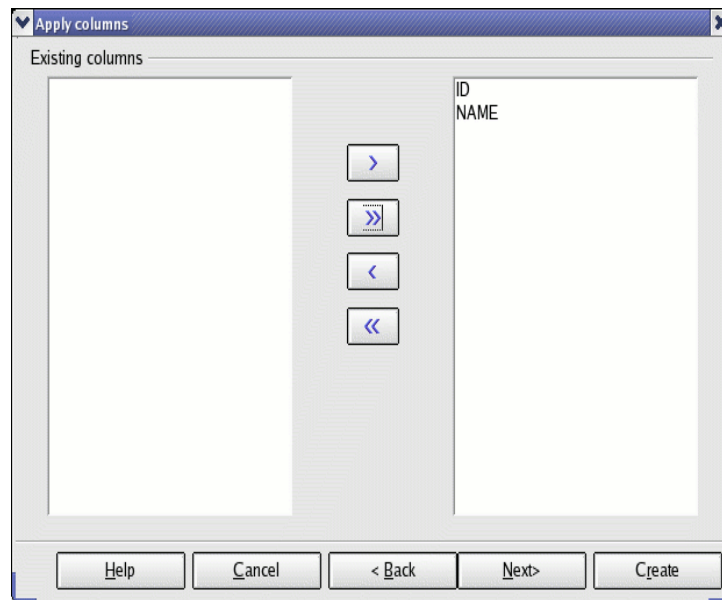 Apply columns
Existing columns
ID
NAME
>
>>
<
<<
Help
Cancel
< Back
Next>
Create